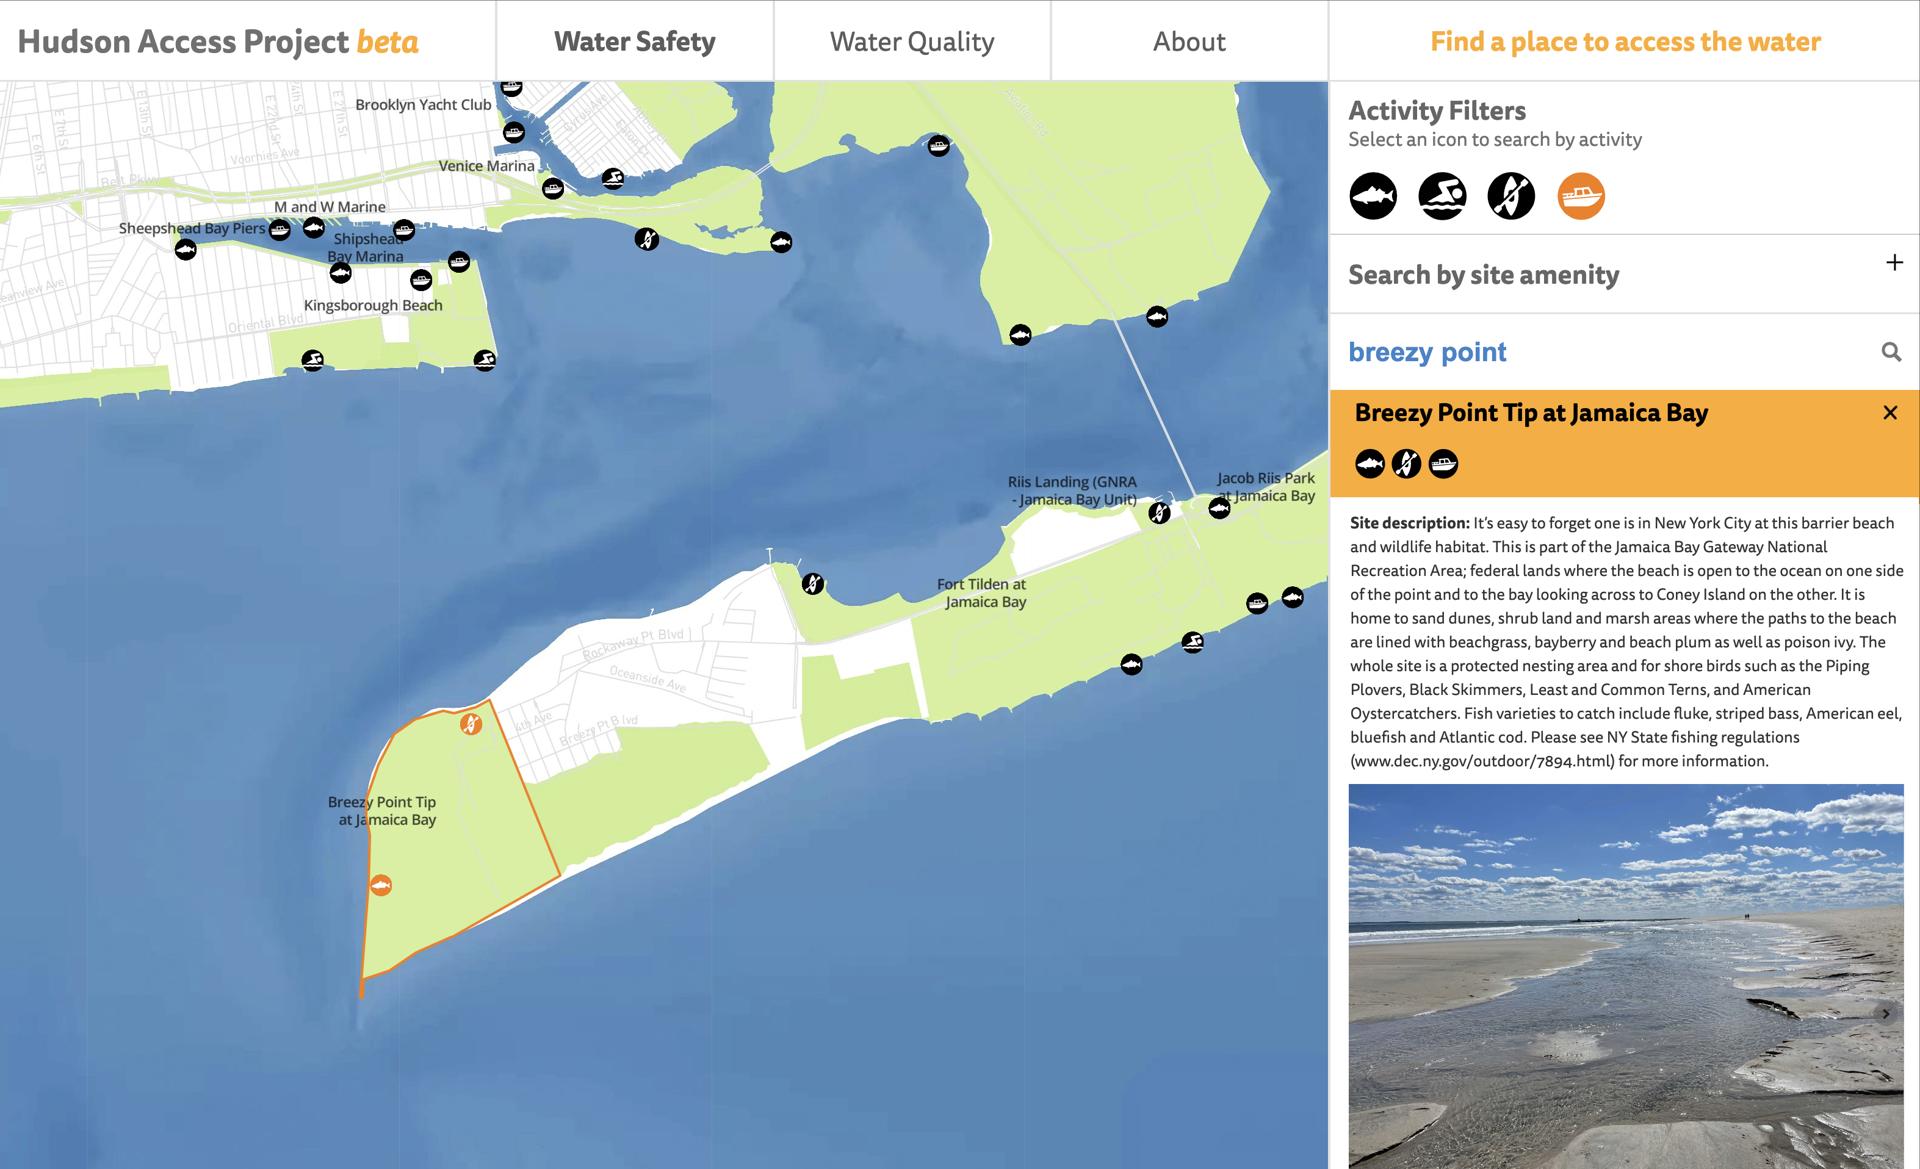 Hudson Access Project beta
Water Safety
Water Quality
About
Find a place to access the water
Brooklyn Yacht Club
Venice Marina
Voorhies Ave
Belt Pkwy
M and W Marine
Sheepshead Bay Piers
Shipshead
Bay Marina
Kingsborough Beach
Oriental Blvd
Riis Landing (GNRA
- Jamaica Bay Unit)
Jacob Riis Park
at Jamaica Bay
Fort Tilden at
Jamaica Bay
Rockaway Pt Blvd
Oceanside Ave
4th Ave
Breezy Pt B lvd
Breezy Point Tip
at Jamaica Bay
Activity Filters
Select an icon to search by activity
Search by site amenity
+
breezy point
Breezy Point Tip at Jamaica Bay
Site description: It's easy to forget one is in New York City at this barrier beach
and wildlife habitat. This is part of the Jamaica Bay Gateway National
Recreation Area; federal lands where the beach is open to the ocean on one side
of the point and to the bay looking across to Coney Island on the other. It is
home to sand dunes, shrub land and marsh areas where the paths to the beach
are lined with beachgrass, bayberry and beach plum as well as poison ivy. The
whole site is a protected nesting area and for shore birds such as the Piping
Plovers, Black Skimmers, Least and Common Terns, and American
Oystercatchers. Fish varieties to catch include fluke, striped bass, American eel,
bluefish and Atlantic cod. Please see NY State fishing regulations
(www.dec.ny.gov/outdoor/7894.html) for more information.